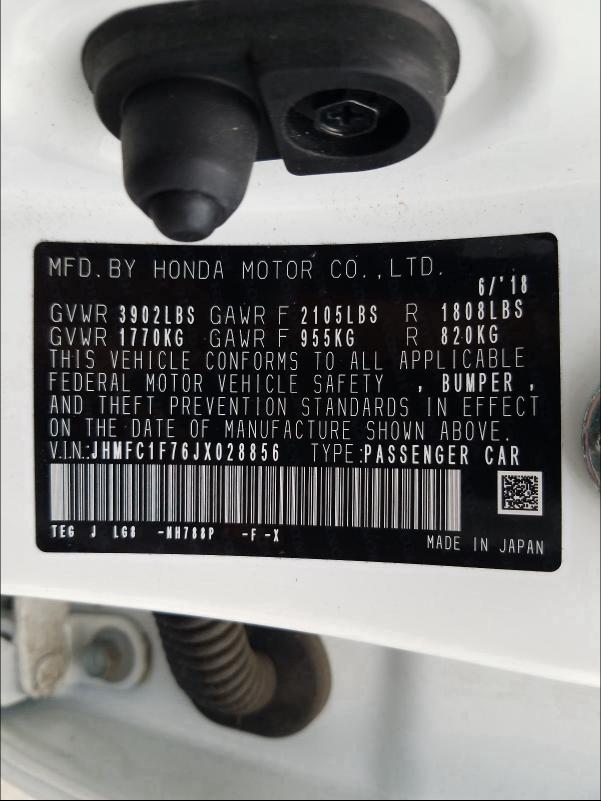 MFD. BY HONDA MOTOR CO., LTD.
6/'18
GVWR 3902LBS GAWR F 2105LBS R 1808LBS
GVWR 1770KG GAWR F 955KG R 820KG
THIS VEHICLE CONFORMS TO ALL APPLICABLE
FEDERAL MOTOR VEHICLE SAFETY , BUMPER ,
AND THEFT PREVENTION STANDARDS IN EFFECT
ON THE DATE OF MANUFACTURE SHOWN ABOVE.
V.I.N:JHMFC1F76JX028856 TYPE:PASSENGER CAR
TEG J LG8 -NH788P -F -X
MADE IN JAPAN